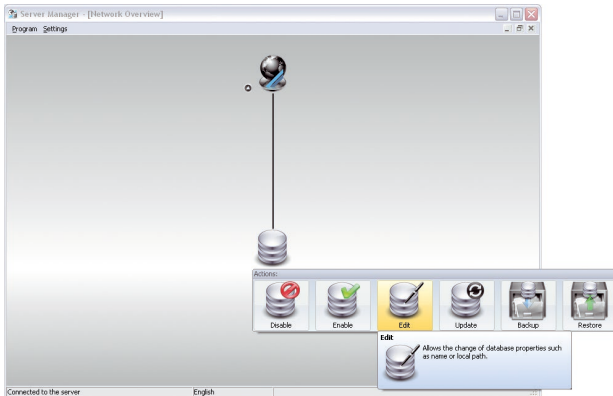 Server Manager - [Network Overview]
Program Settings
Actions:
Disable Enable Edit Update Backup Restore
Edit
Allows the change of database properties such
as name or local path.
Connected to the server English